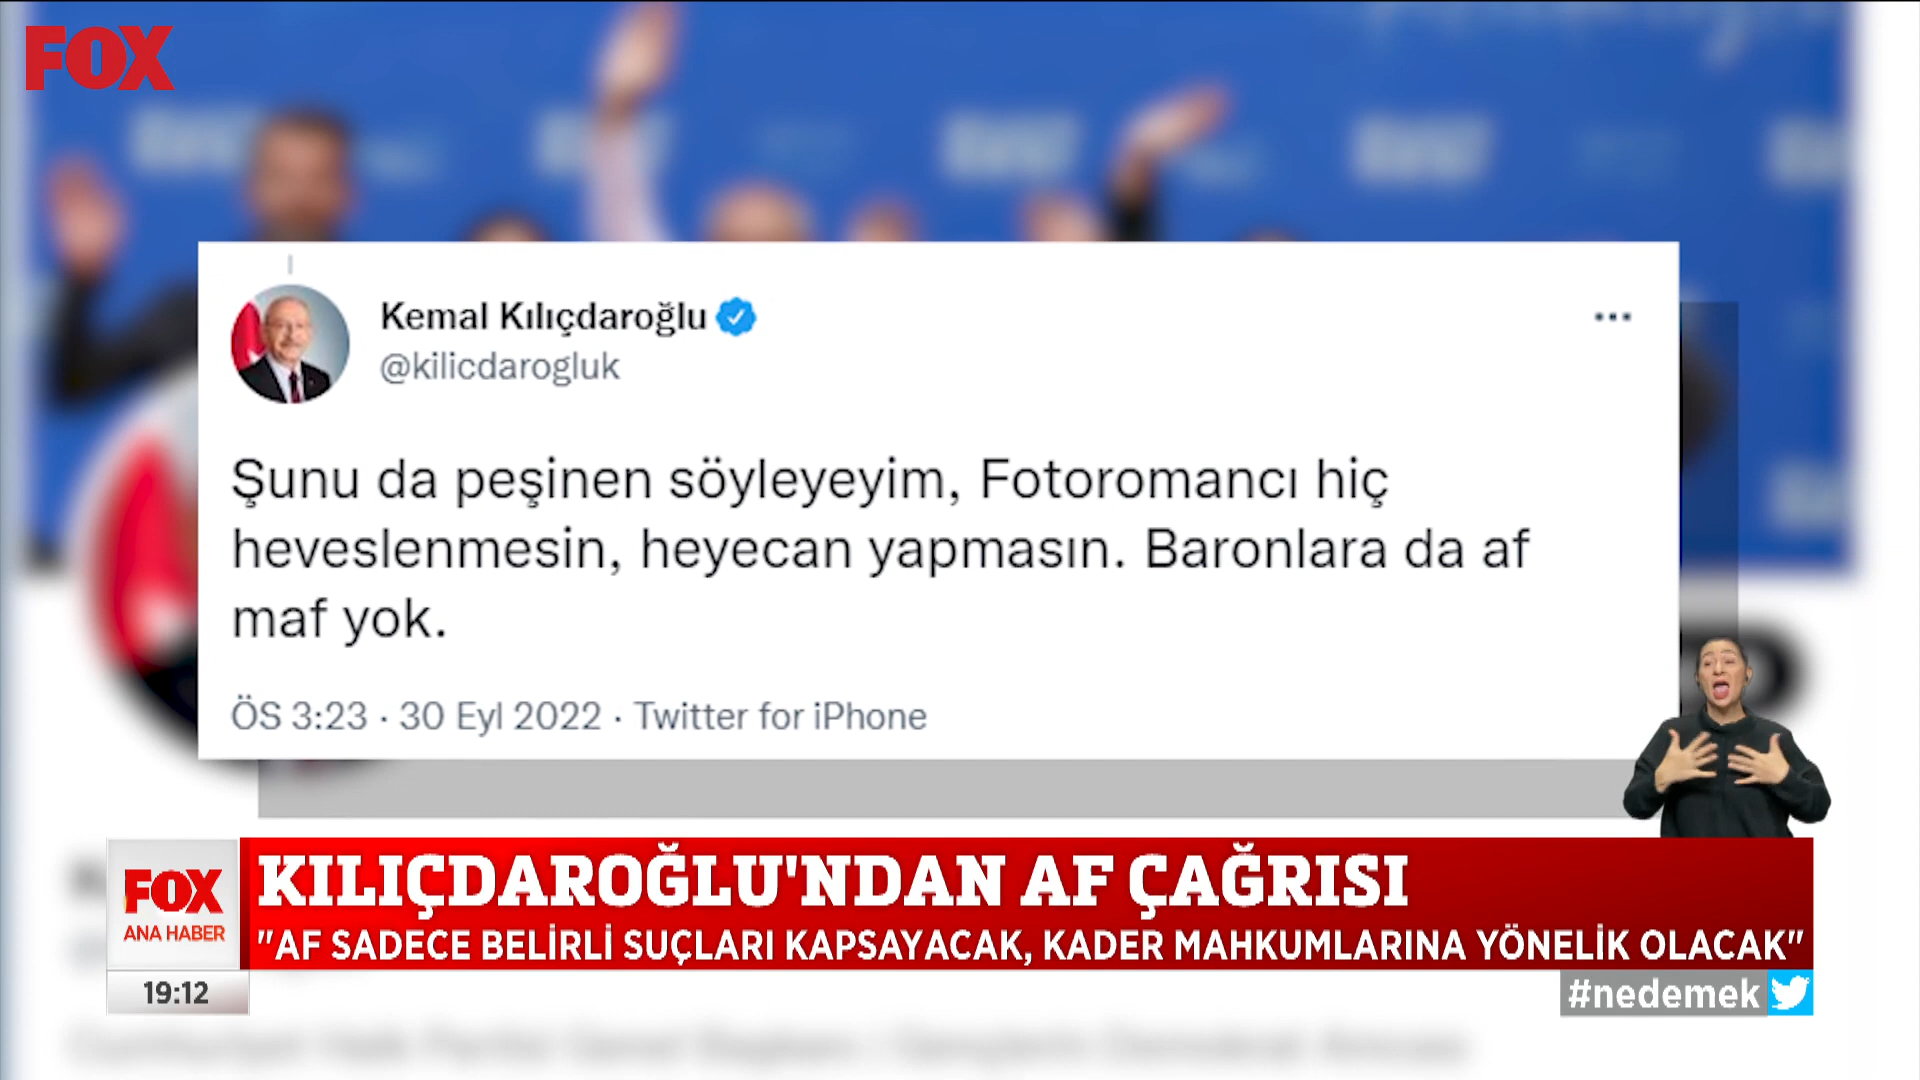 FOX
Kemal Kılıçdaroğlu
@kilicdarogluk
Şunu da peşinen söyleyeyim, Fotoromancı hiç
heveslenmesin, heyecan yapmasın. Baronlara da af
maf yok.
ÖS 3:23 · 30 Eyl 2022 · Twitter for iPhone
FOX
ANA HABER
KILIÇDAROĞLU'NDAN AF ÇAĞRISI
"AF SADECE BELİRLİ SUÇLARI KAPSAYACAK, KADER MAHKUMLARINA YÖNELİK OLACAK"
19:12
#nedemek